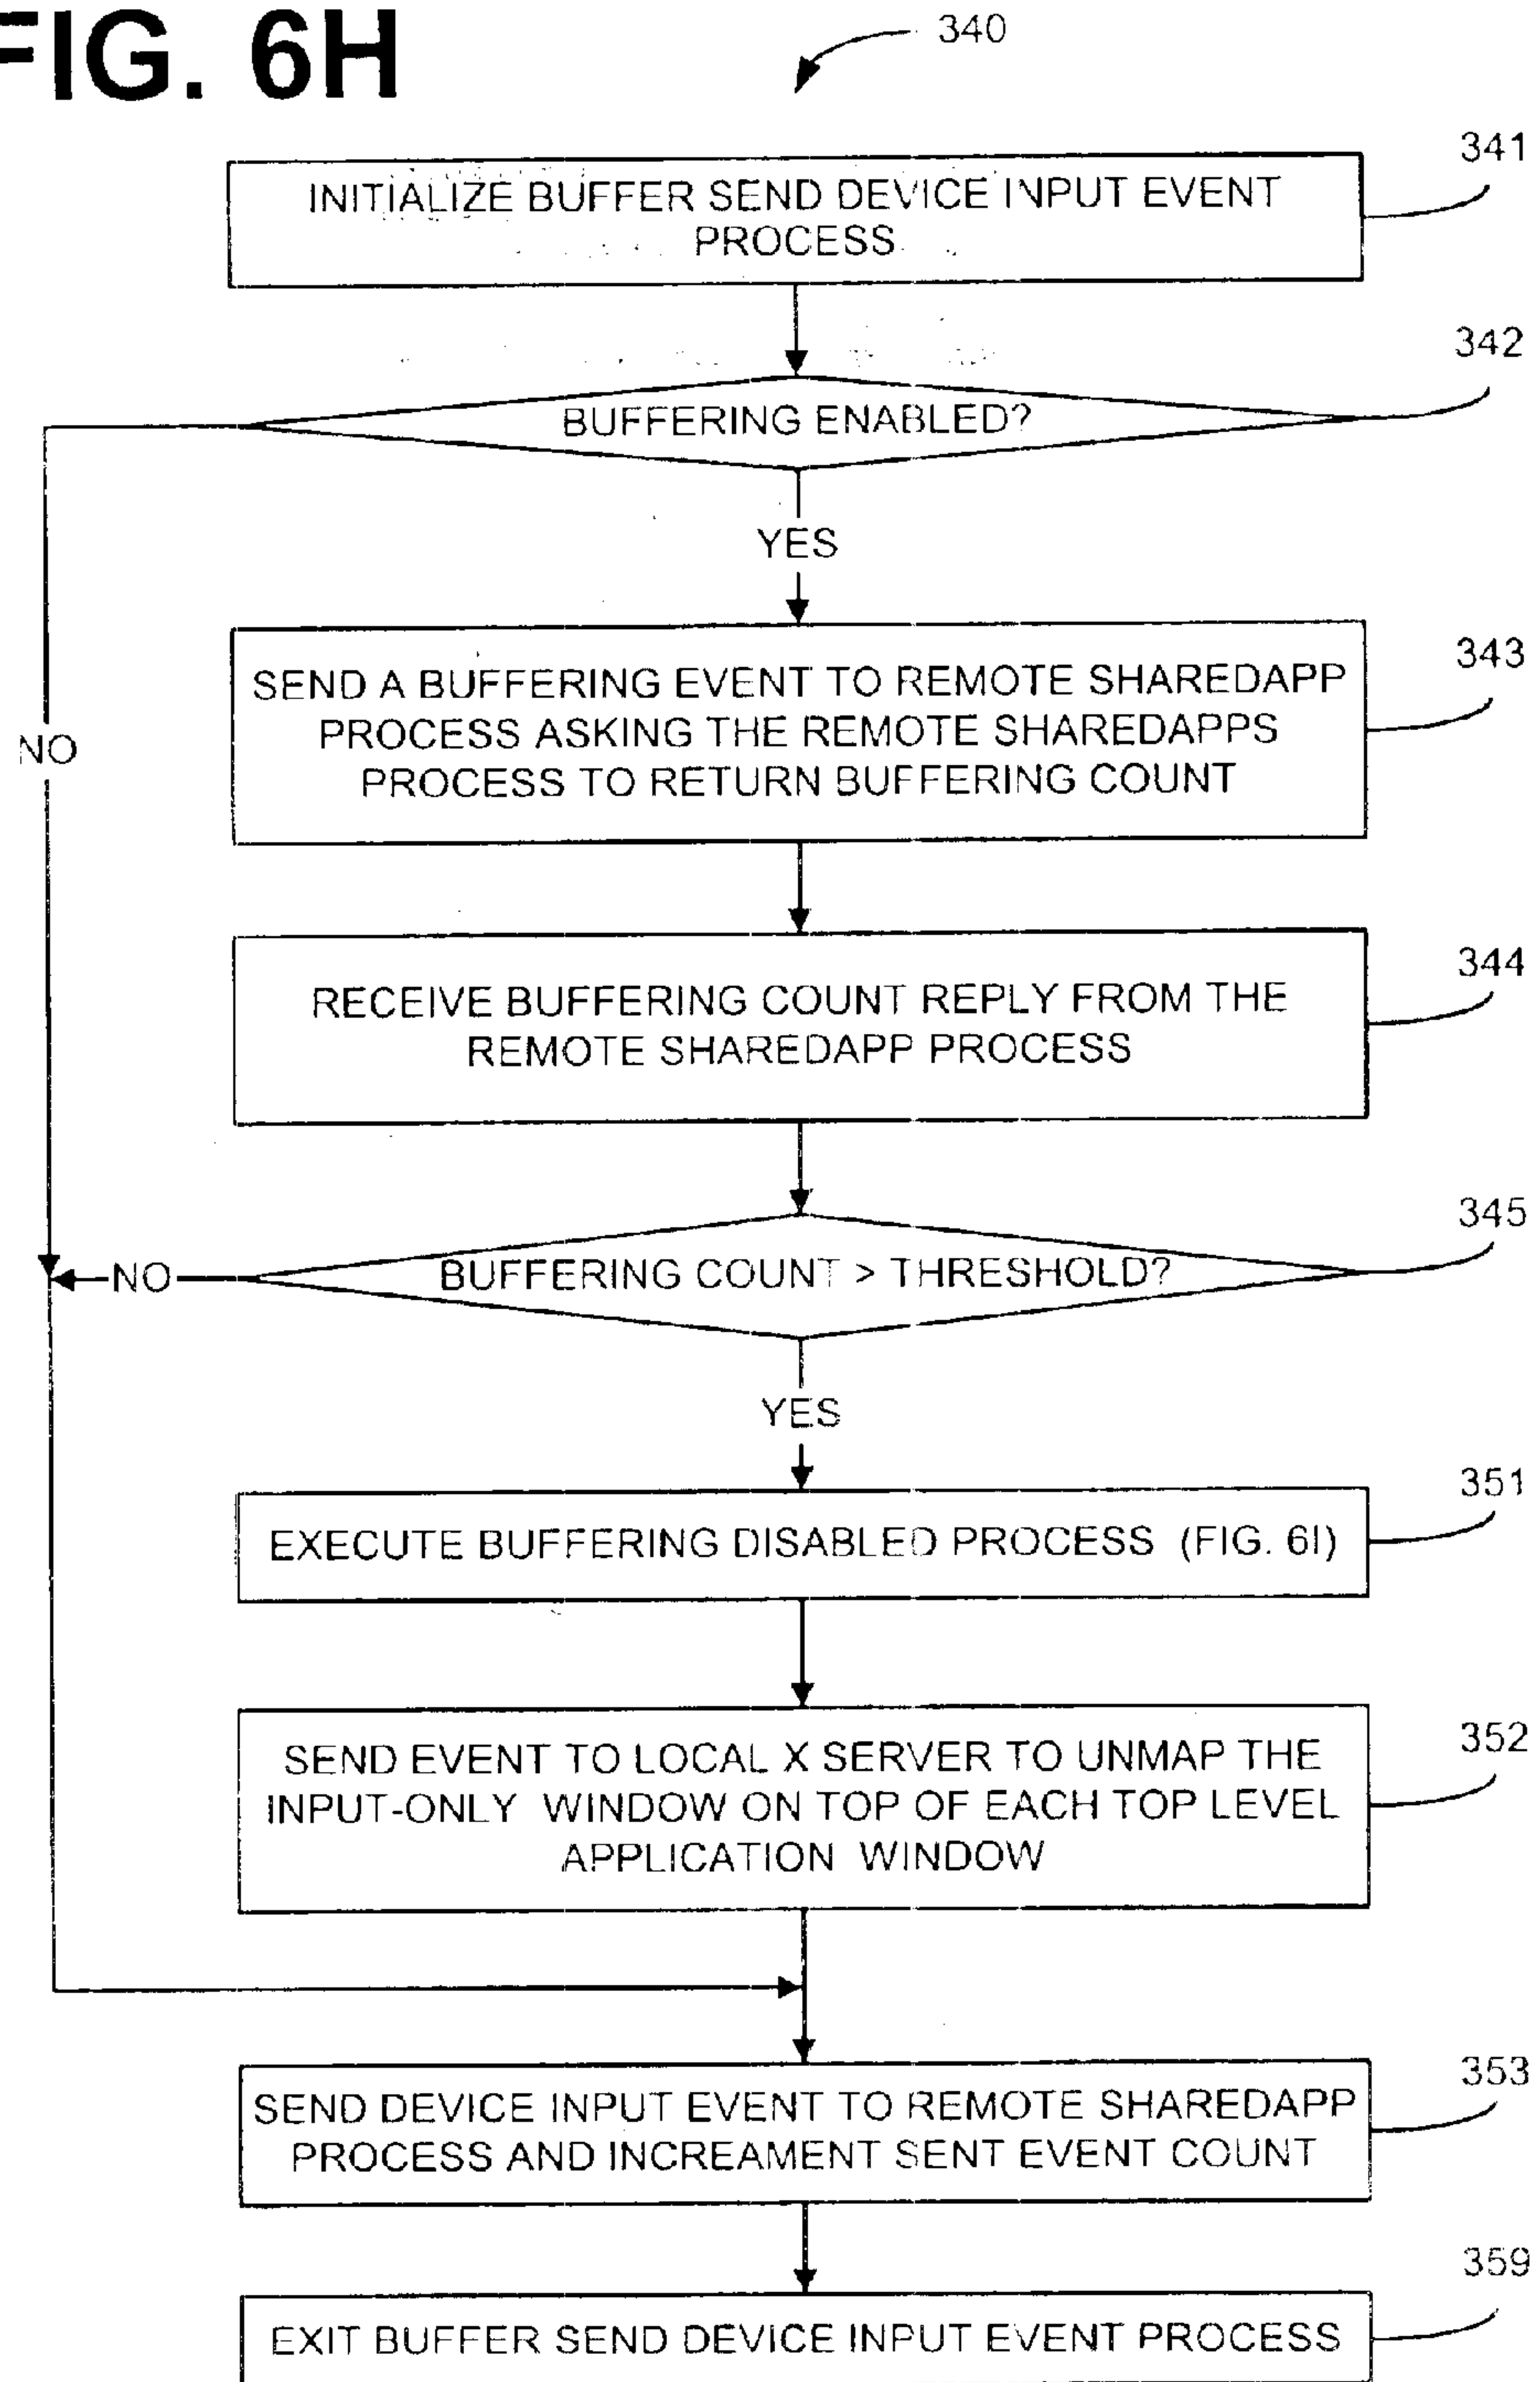 FIG. 6H
340
341
INITIALIZE BUFFER SEND DEVICE INPUT EVENT
PROCESS
342
BUFFERING ENABLED?
YES
NO
343
SEND A BUFFERING EVENT TO REMOTE SHAREDAPP
PROCESS ASKING THE REMOTE SHAREDAPPS
PROCESS TO RETURN BUFFERING COUNT
344
RECEIVE BUFFERING COUNT REPLY FROM THE
REMOTE SHAREDAPP PROCESS
345
NO
BUFFERING COUNT > THRESHOLD?
YES
351
EXECUTE BUFFERING DISABLED PROCESS (FIG. 6I)
352
SEND EVENT TO LOCAL X SERVER TO UNMAP THE
INPUT-ONLY WINDOW ON TOP OF EACH TOP LEVEL
APPLICATION WINDOW
353
SEND DEVICE INPUT EVENT TO REMOTE SHAREDAPP
PROCESS AND INCREAMENT SENT EVENT COUNT
359
EXIT BUFFER SEND DEVICE INPUT EVENT PROCESS